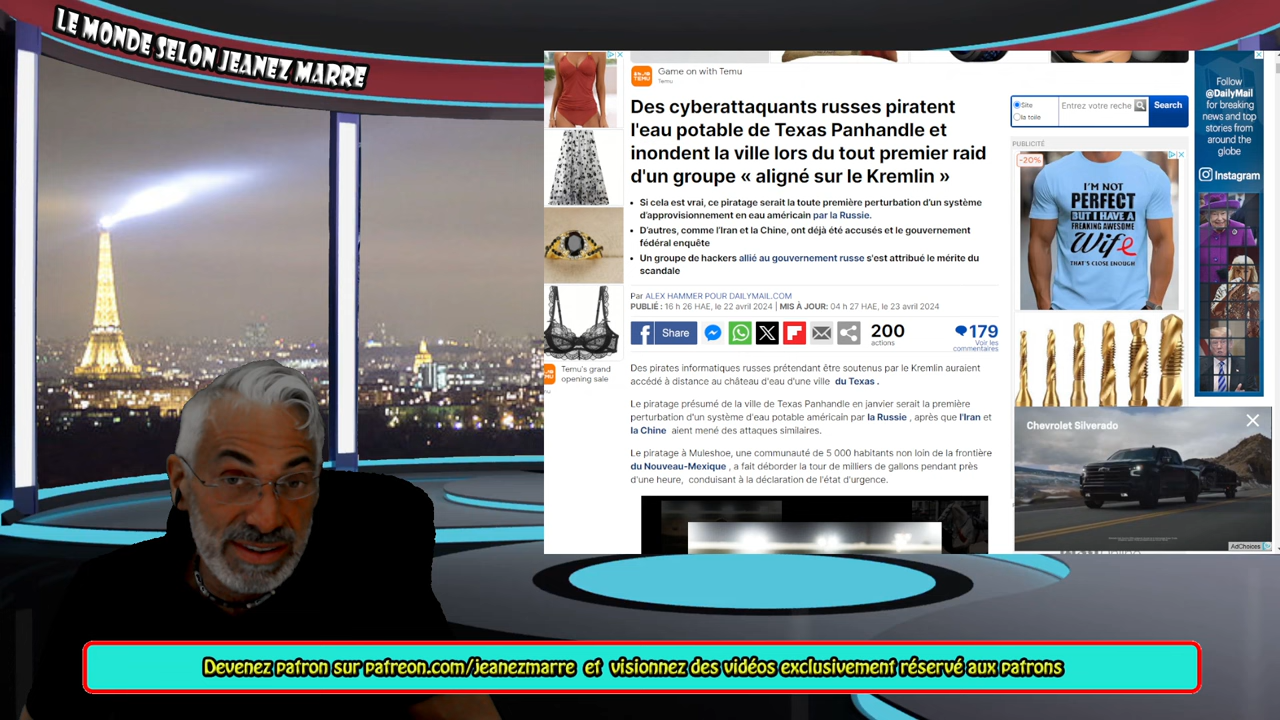 LE MONDE SELON JEANEZ MARRE
Game on with Temu
Temu
Des cyberattaquants russes piratent
l'eau potable de Texas Panhandle et
inondent la ville lors du tout premier raid
d'un groupe « aligné sur le Kremlin »
• Si cela est vrai, ce piratage serait la toute première perturbation d'un système
d'approvisionnement en eau américain par la Russie.
• D'autres, comme l'Iran et la Chine, ont déjà été accusés et le gouvernement
fédéral enquête
• Un groupe de hackers allié au gouvernement russe s'est attribué le mérite du
scandale
Par ALEX HAMMER POUR DAILYMAIL.COM
PUBLIÉ : 16 h 26 HAE, le 22 avril 2024 | MIS À JOUR: 04 h 27 HAE, le 23 avril 2024
Share
200
actions
179
Voir les
commentaires
Des pirates informatiques russes prétendant être soutenus par le Kremlin auraient
accédé à distance au château d'eau d'une ville du Texas .
Le piratage présumé de la ville de Texas Panhandle en janvier serait la première
perturbation d'un système d'eau potable américain par la Russie , après que l'Iran et
la Chine aient mené des attaques similaires.
Le piratage à Muleshoe, une communauté de 5 000 habitants non loin de la frontière
du Nouveau-Mexique , a fait déborder la tour de milliers de gallons pendant près
d'une heure, conduisant à la déclaration de l'état d'urgence.
TEMU
Temu's grand
opening sale
Site
la toile
Entrez votre reche
Search
PUBLICITÉ
-20%
I'M NOT
PERFECT
BUT I HAVE A
FREAKING AWESOME
Wife
THAT'S CLOSE ENOUGH
Chevrolet Silverado
AdChoices
Follow
@DailyMail
for breaking
news and top
stories from
around the
globe
Instagram
Devenez patron sur patreon.com/jeanezmarre et visionnez des vidéos exclusivement réservé aux patrons